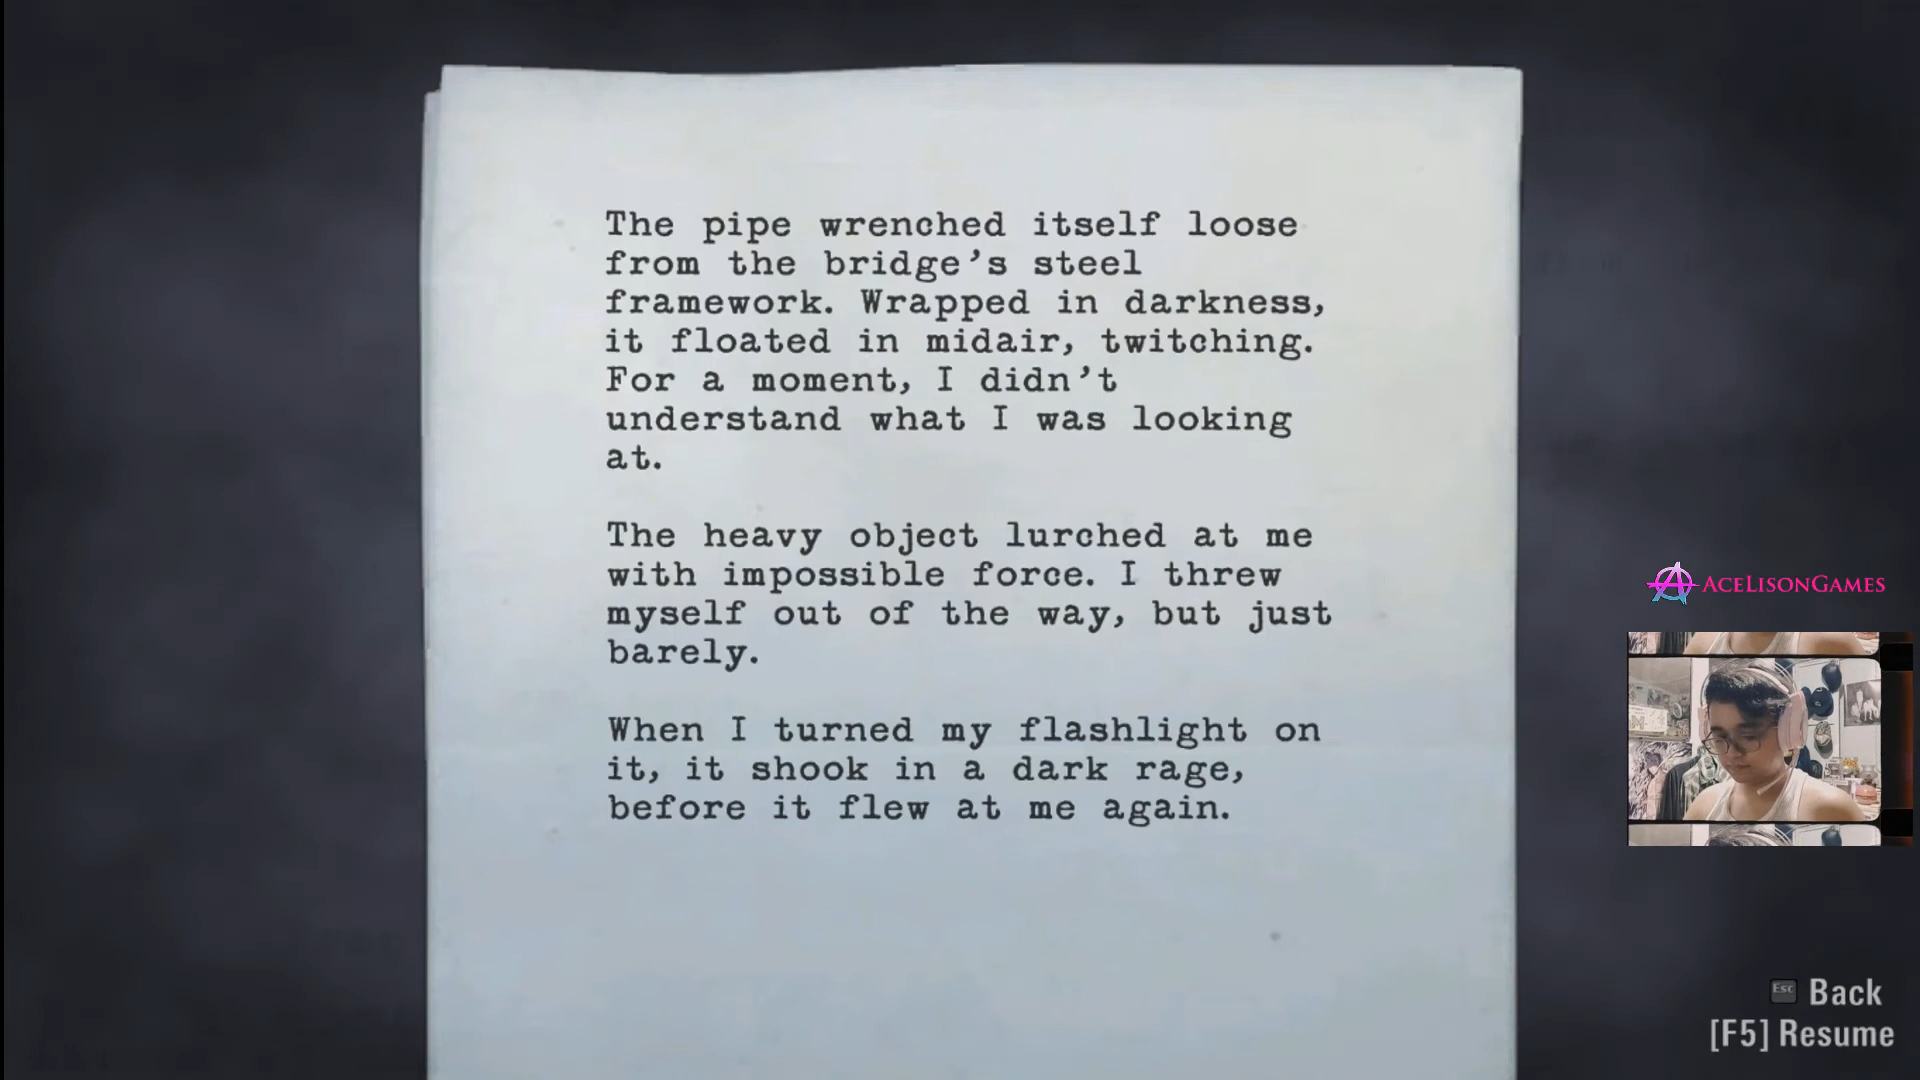 The pipe wrenched itself loose
from the bridge's steel
framework. Wrapped in darkness,
it floated in midair, twitching.
For a moment, I didn't
understand what I was looking
at.
The heavy object lurched at me
with impossible force. I threw
myself out of the way, but just
barely.
When I turned my flashlight on
it, it shook in a dark rage,
before it flew at me again.
AceLisonGames
Esc Back
[F5] Resume